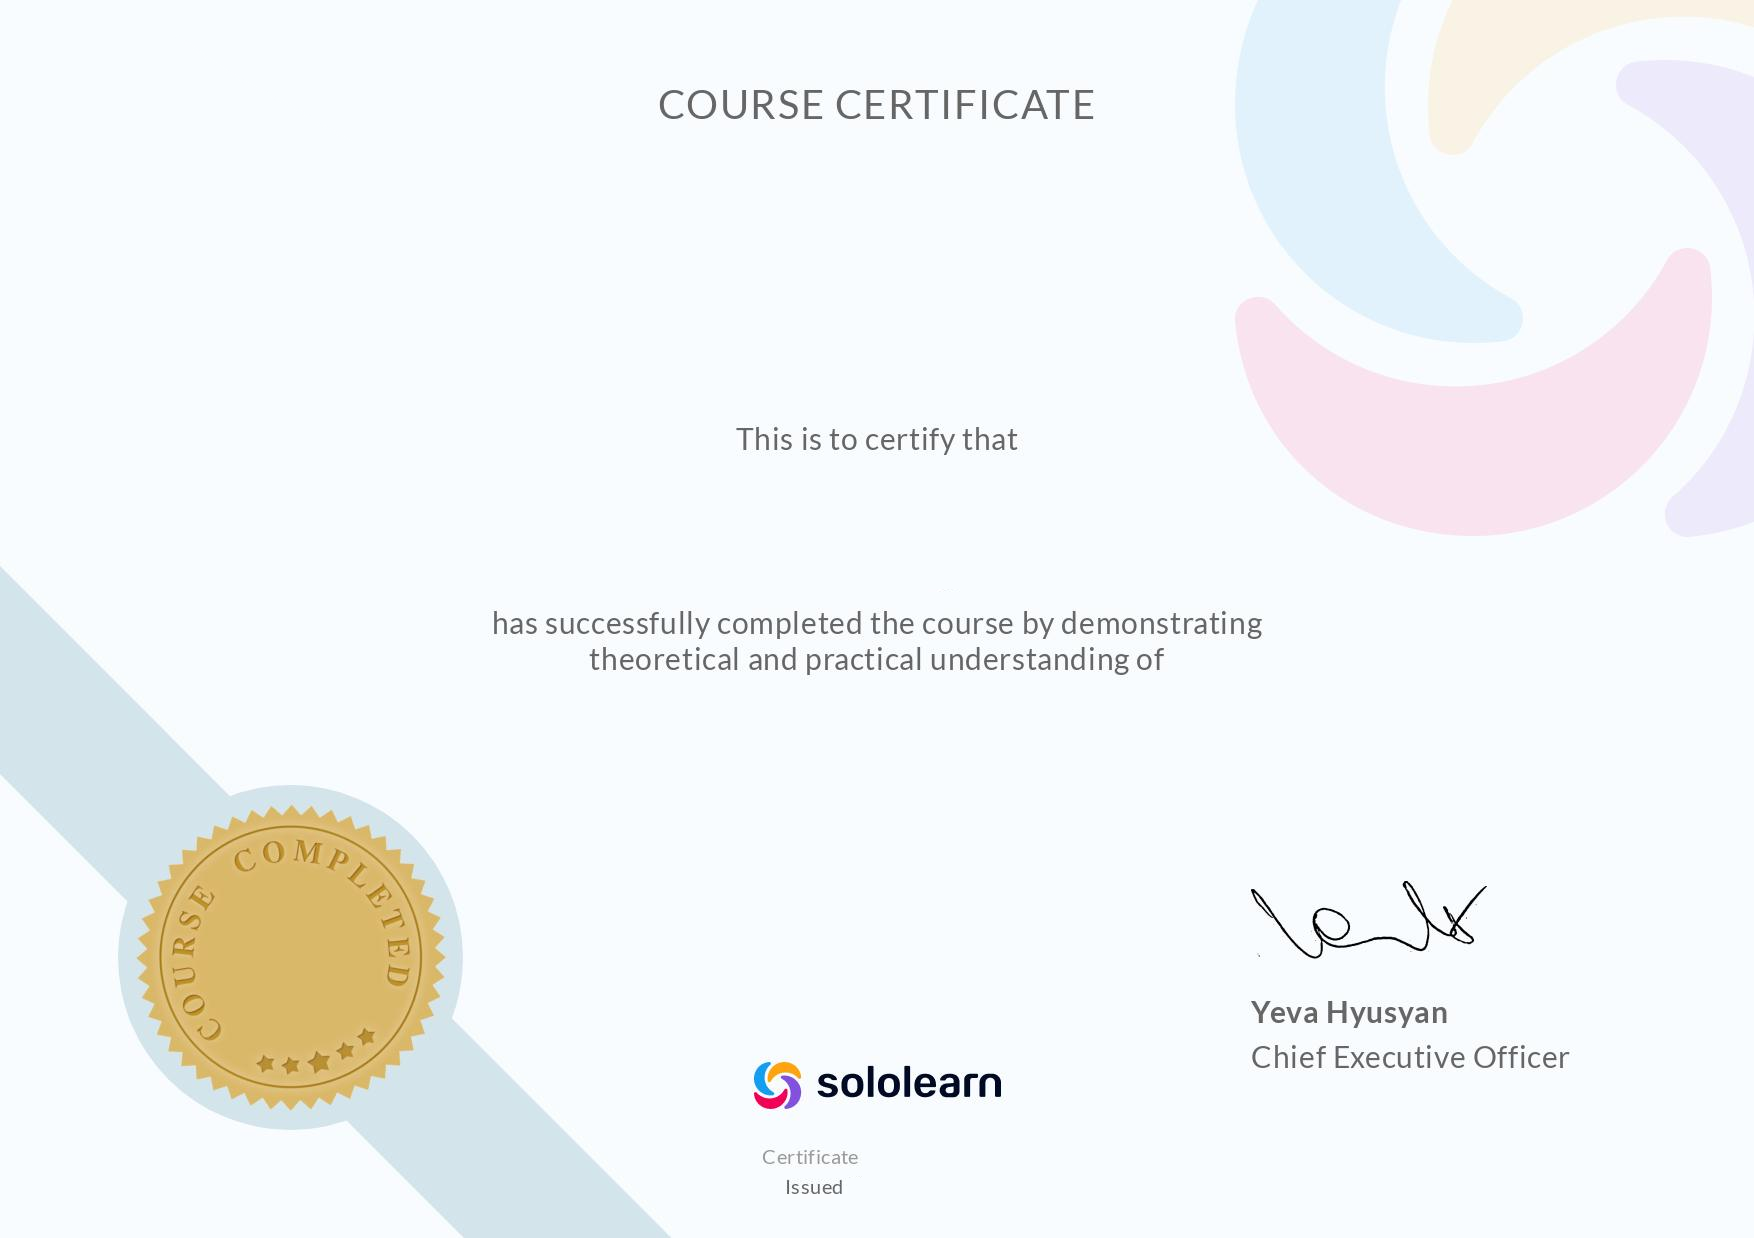 COURSE CERTIFICATE
This is to certify that
has successfully completed the course by demonstrating
theoretical and practical understanding of
COURSE COMPLETED
Yeva Hyusyan
Chief Executive Officer
sololearn
Certificate
Issued